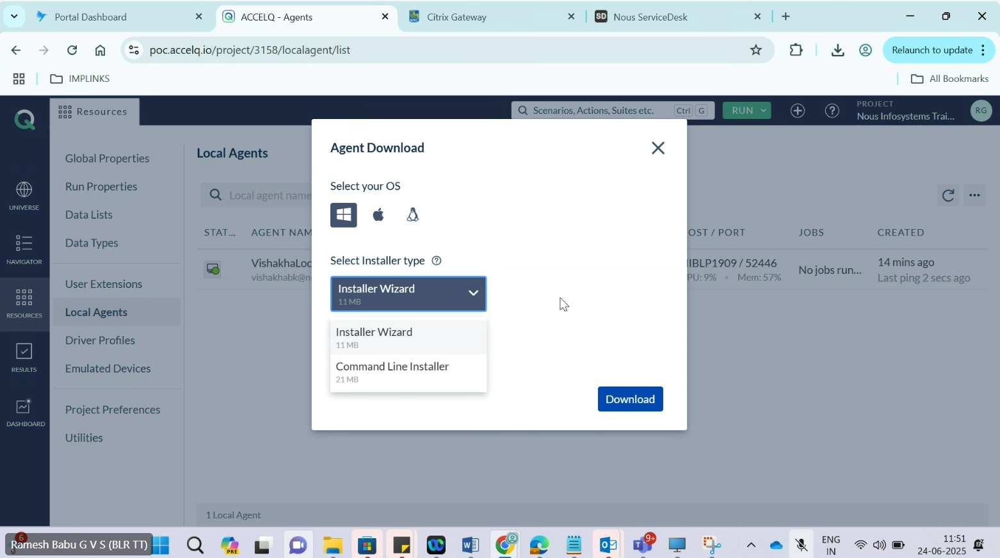 Portal Dashboard
ACCELQ - Agents
Citrix Gateway
SD Nous ServiceDesk
poc.accelq.io/project/3158/localagent/list
Relaunch to update
IMPLINKS
All Bookmarks
Resources
Scenarios, Actions, Suites etc. Ctrl G
RUN
PROJECT
Nous Infosystems Trai...
RG
UNIVERSE
NAVIGATOR
RESOURCES
RESULTS
DASHBOARD
Global Properties
Run Properties
Data Lists
Data Types
User Extensions
Local Agents
Driver Profiles
Emulated Devices
Project Preferences
Utilities
Local Agents
Local agent name
STAT... AGENT NAM OST / PORT JOBS CREATED
VishakhaLoc IBLP1909 / 52446 No jobs run... 14 mins ago
vishakhabk@n PU: 9% • Mem: 57% Last ping 2 secs ago
1 Local Agent
Agent Download
Select your OS
Select Installer type
Installer Wizard
11 MB
Installer Wizard
11 MB
Command Line Installer
21 MB
Download
6
Ramesh Babu G V S (BLR TT)
PRE
9+
ENG
IN
11:51
24-06-2025